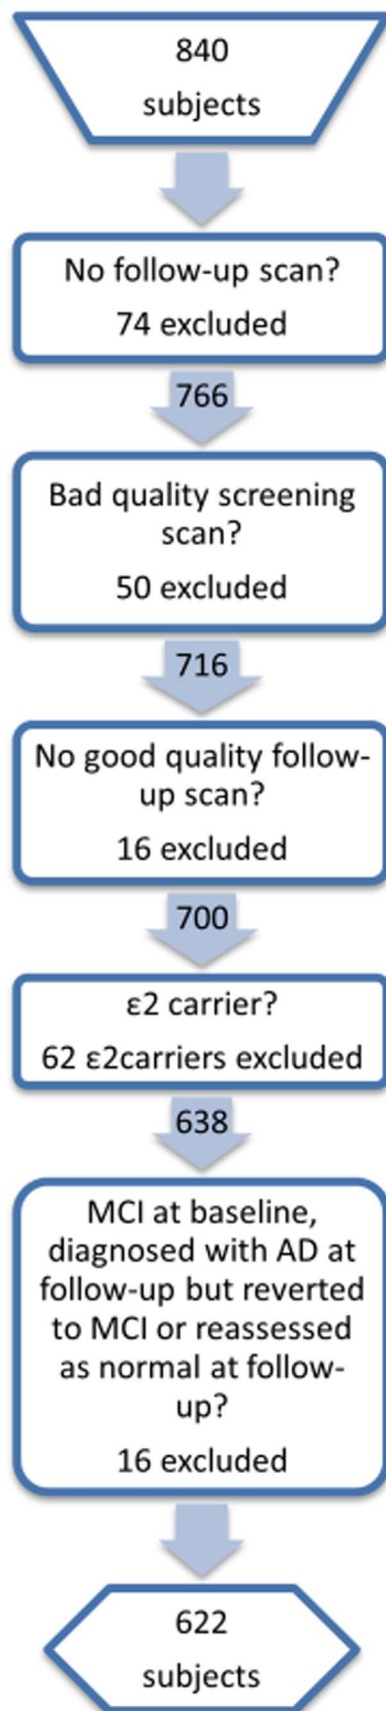 840
subjects
No follow-up scan?
74 excluded
766
Bad quality screening
scan?
50 excluded
716
No good quality follow-
up scan?
16 excluded
700
ε2 carrier?
62 ε2carriers excluded
638
MCI at baseline,
diagnosed with AD at
follow-up but reverted
to MCI or reassessed
as normal at follow-
up?
16 excluded
622
subjects